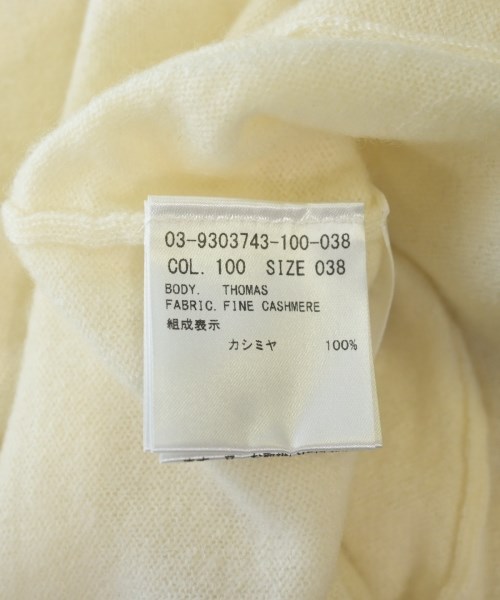 03-9303743-100-038
COL. 100 SIZE 038
BODY. THOMAS
FABRIC. FINE CASHMERE
組成表示
カシミヤ 100%